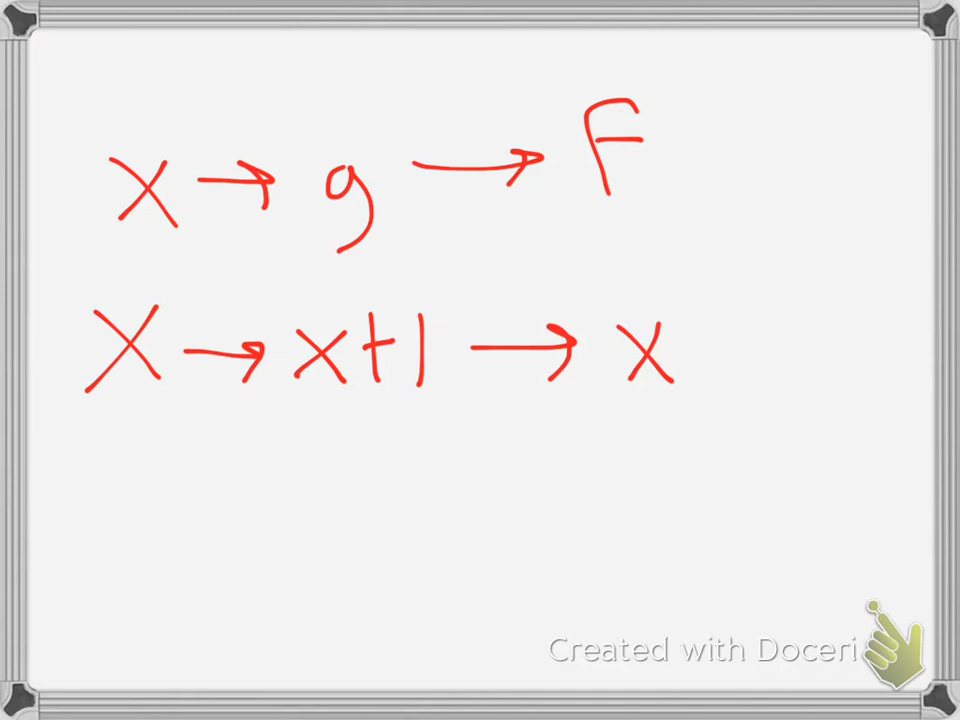 X → g → F
X → x+1 → x
Created with Doceri